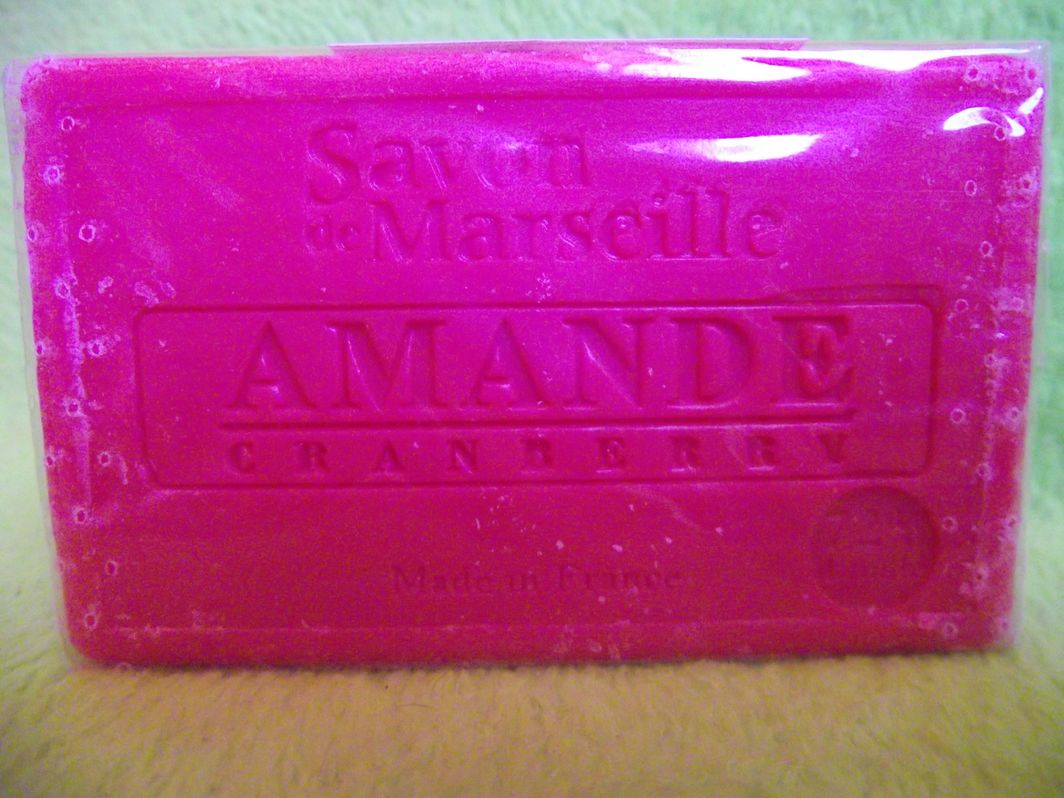 Savon
de Marseille
AMANDE
CRANBERRY
Made in France